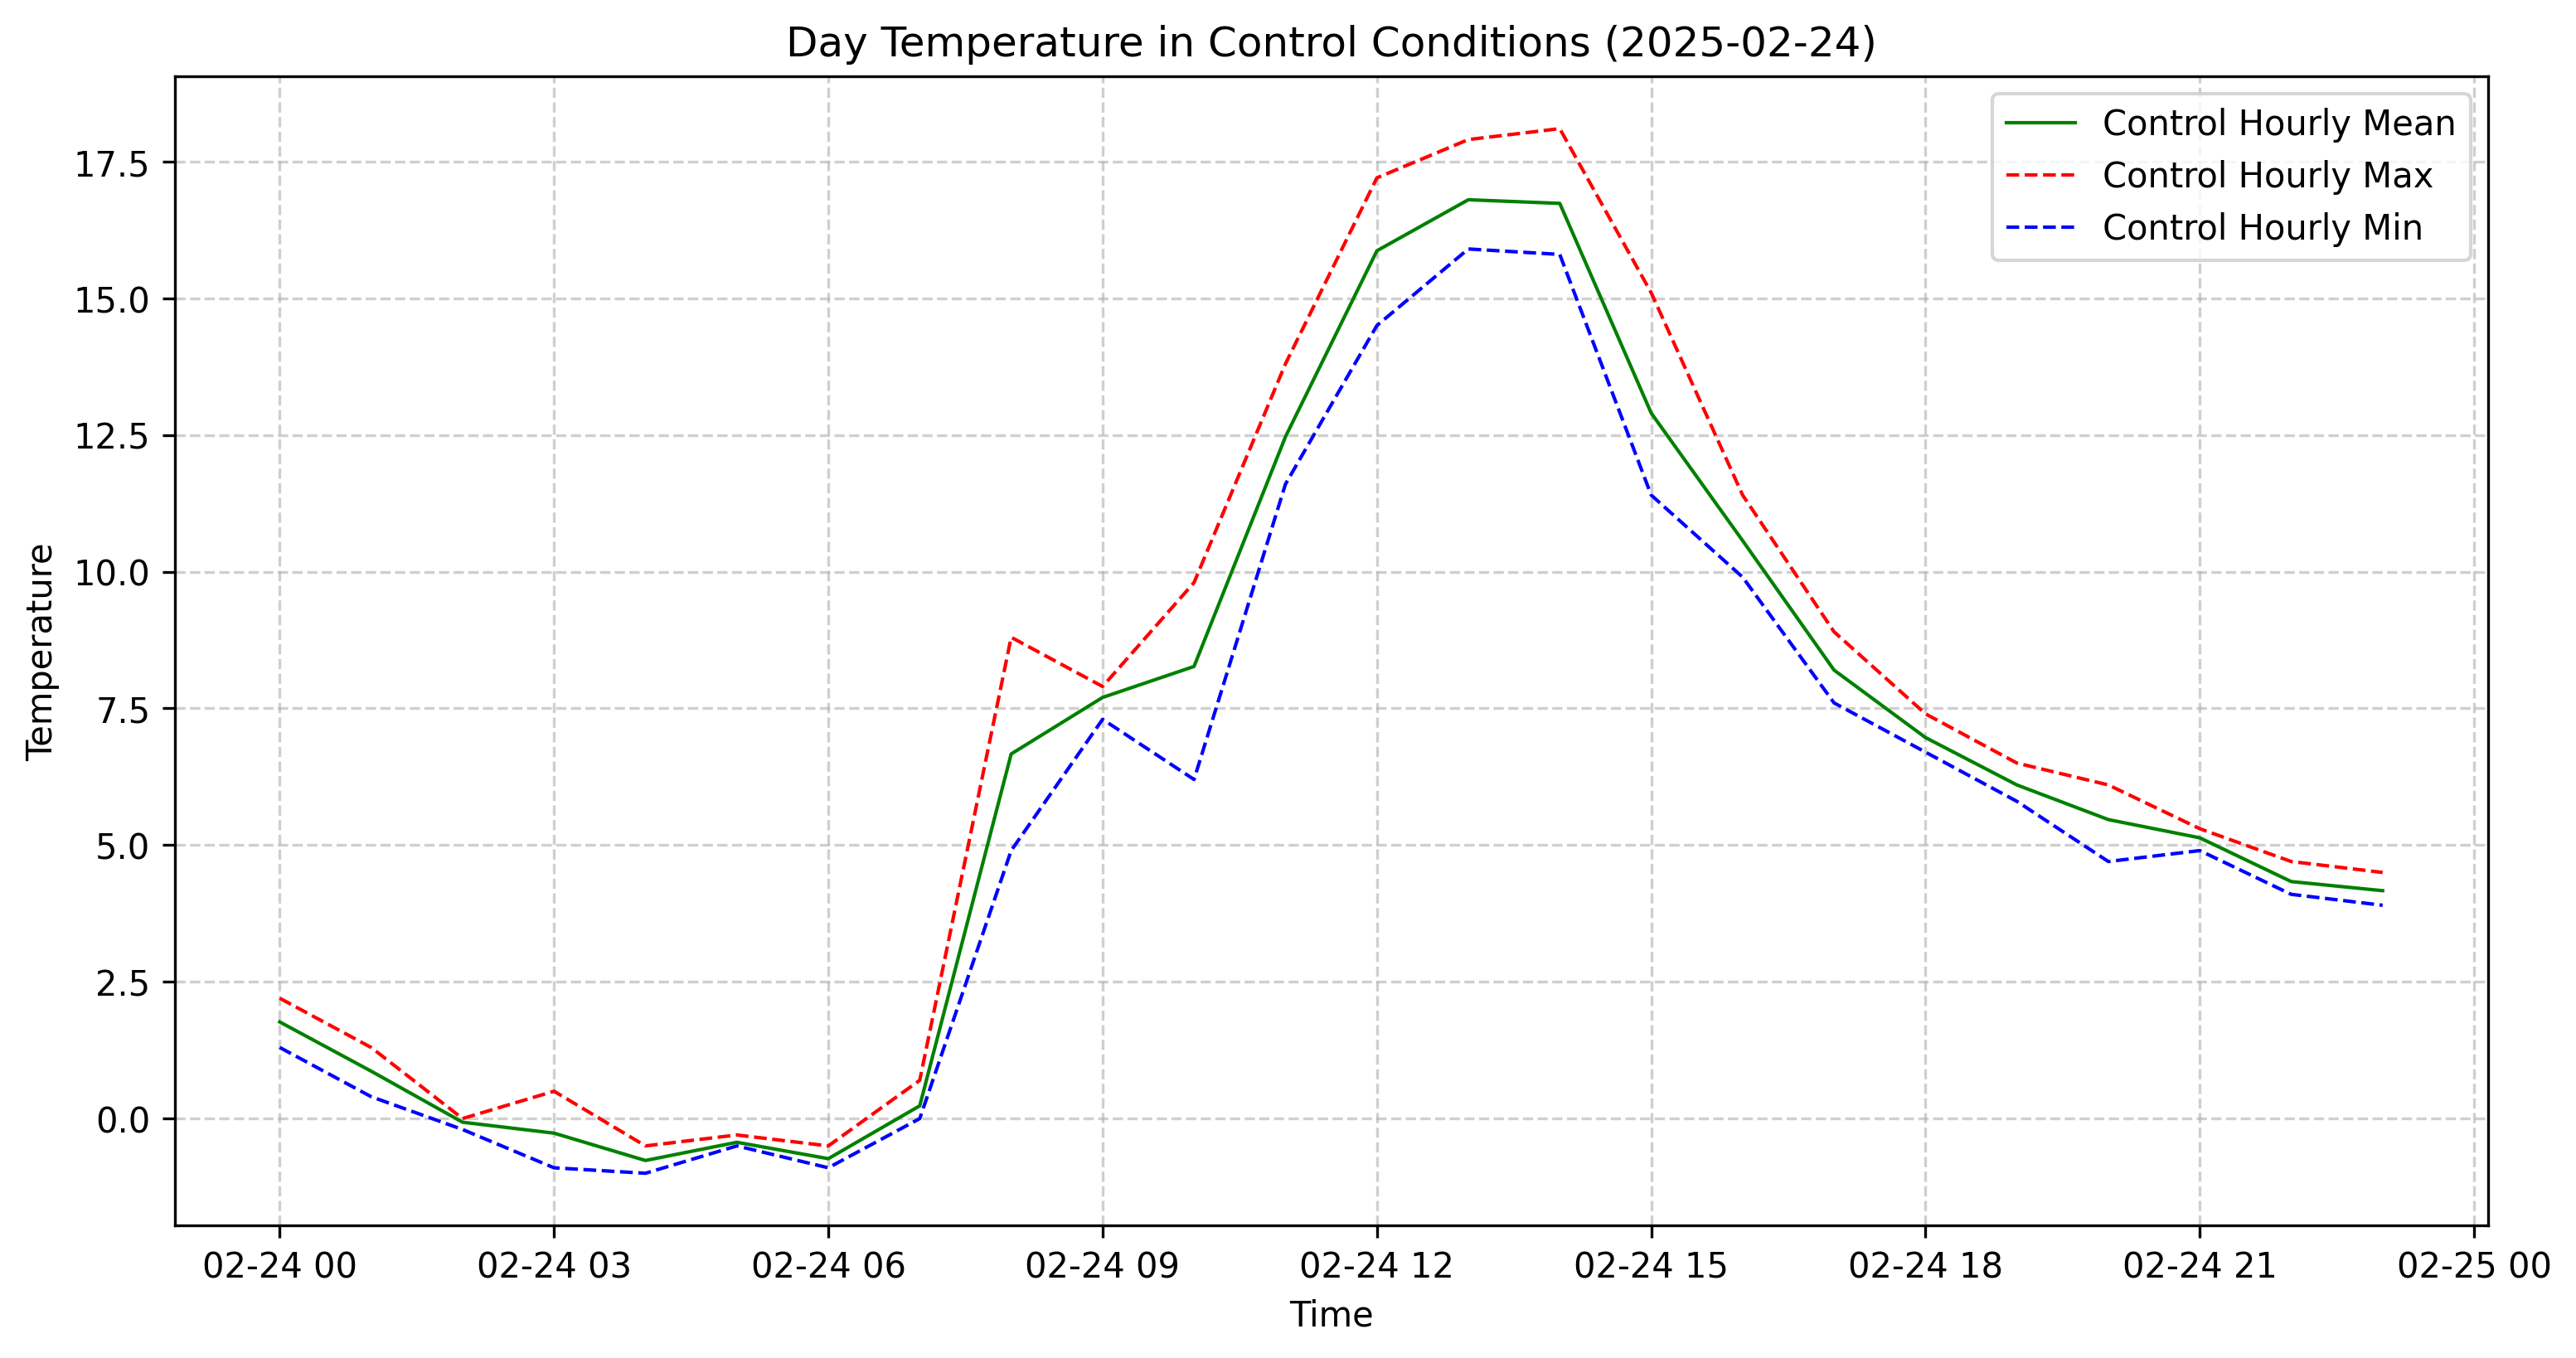 Day Temperature in Control Conditions (2025-02-24)
Control Hourly Mean
Control Hourly Max
Control Hourly Min
Temperature
17.5
15.0
12.5
10.0
7.5
5.0
2.5
0.0
02-24 00 02-24 03 02-24 06 02-24 09 02-24 12 02-24 15 02-24 18 02-24 21 02-25 00
Time